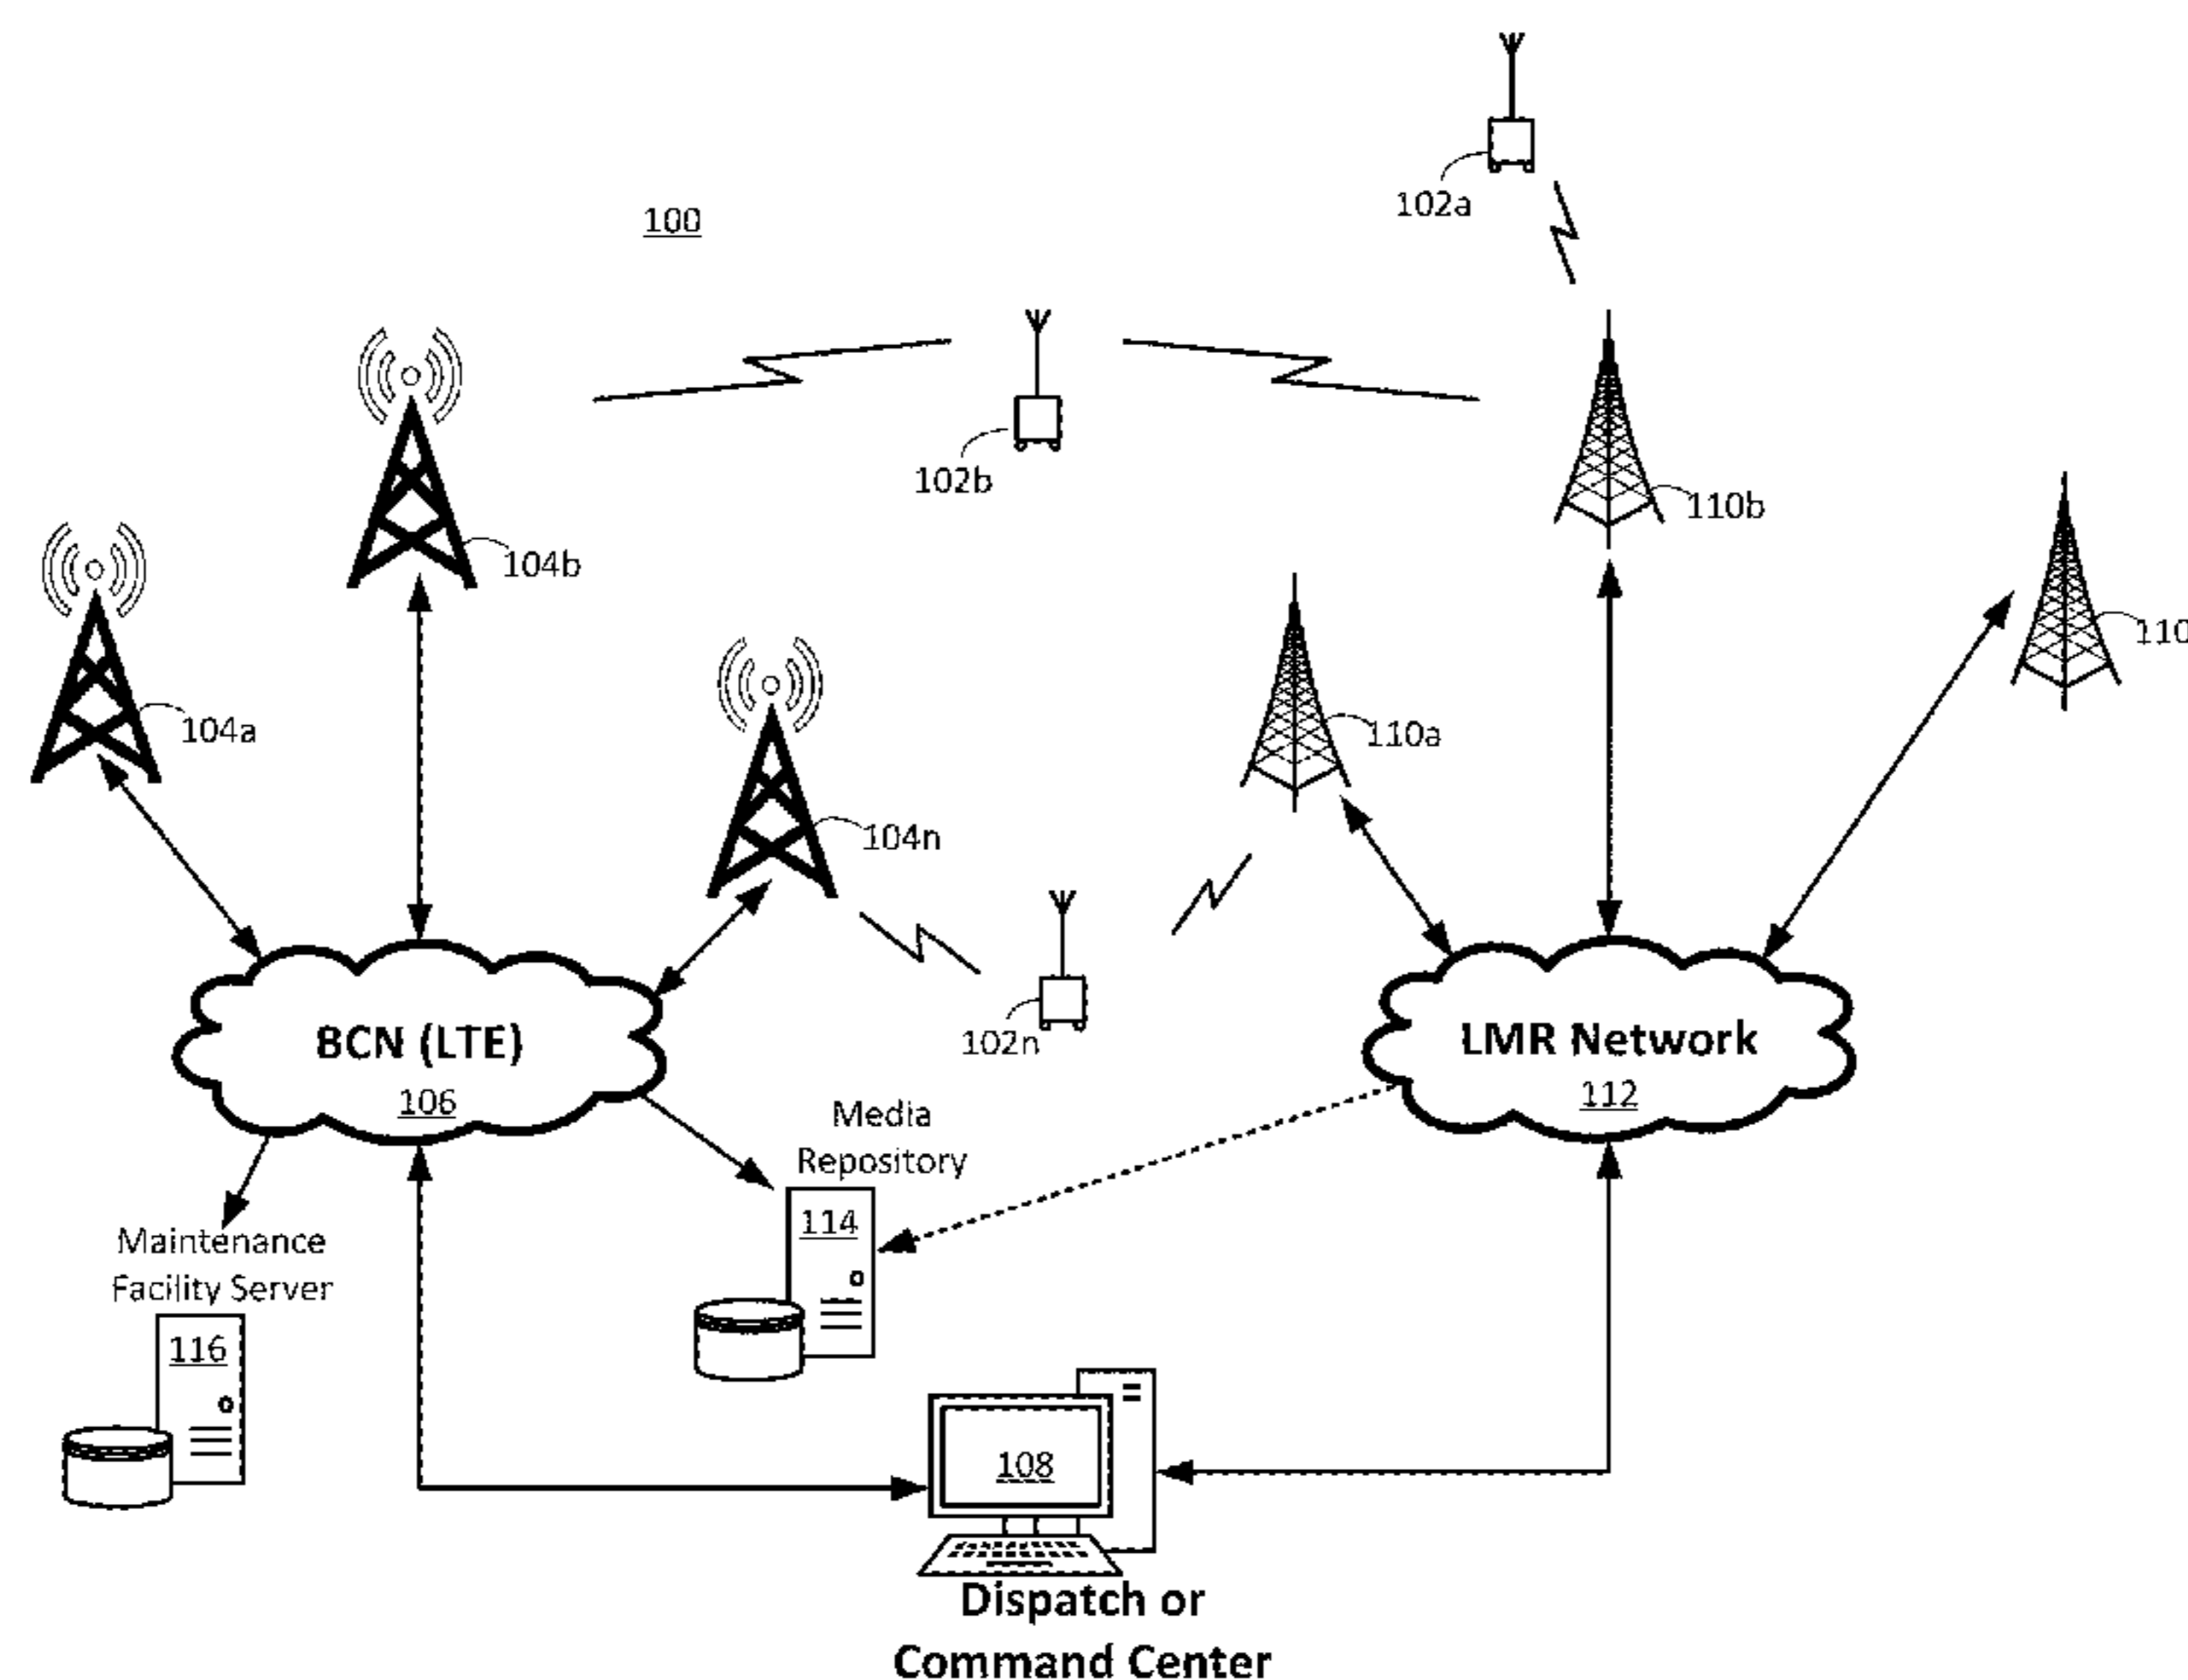 102a
100
102b
110b
104b
110
104a
110a
104n
BCN (LTE)
106
102n
LMR Network
112
Media
Repository
114
Maintenance
Facility Server
116
108
Dispatch or
Command Center